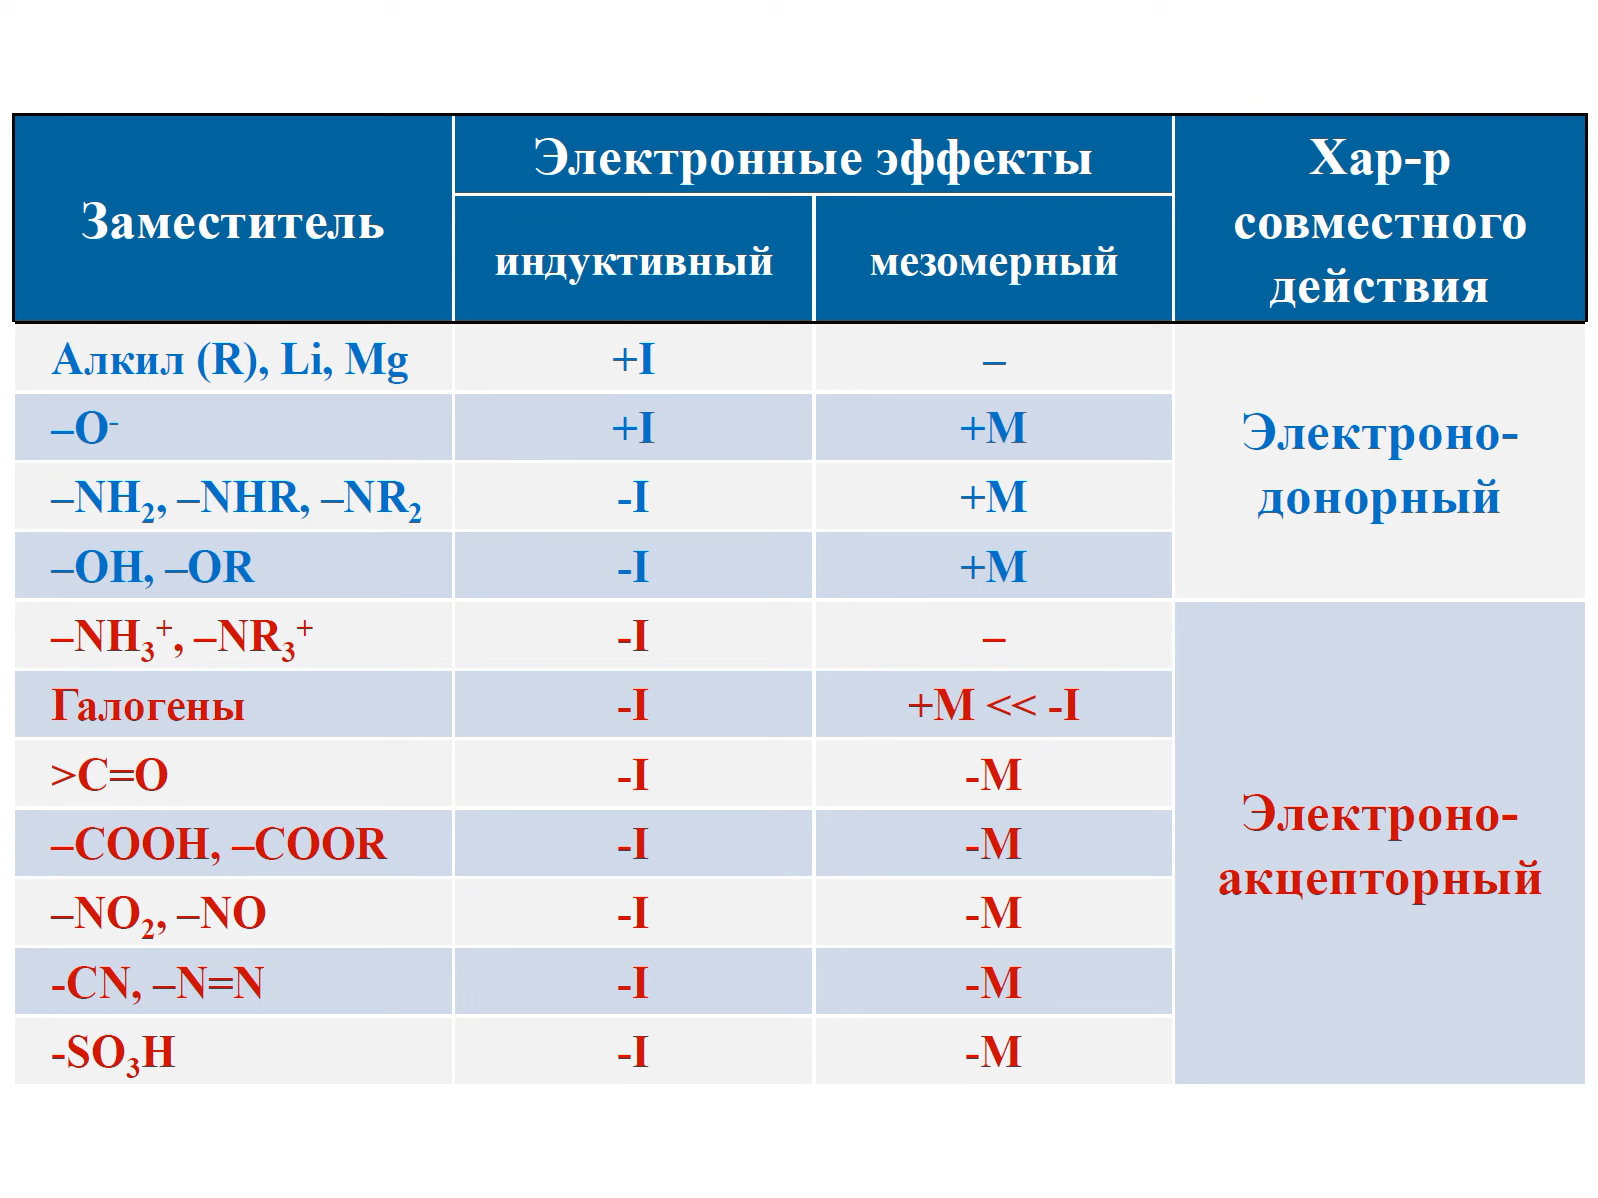 Заместитель
Электронные эффекты
Хар-р
совместного
действия
индуктивный
мезомерный
Алкил (R), Li, Mg
+I
–
–O⁻
+I
+M
–NH₂, –NHR, –NR₂
-I
+M
–OH, –OR
-I
+M
Электроно-
донорный
–NH₃⁺, –NR₃⁺
-I
–
Галогены
-I
+M << -I
>C=O
-I
-M
–COOH, –COOR
-I
-M
–NO₂, –NO
-I
-M
-CN, –N=N
-I
-M
-SO₃H
-I
-M
Электроно-
акцепторный